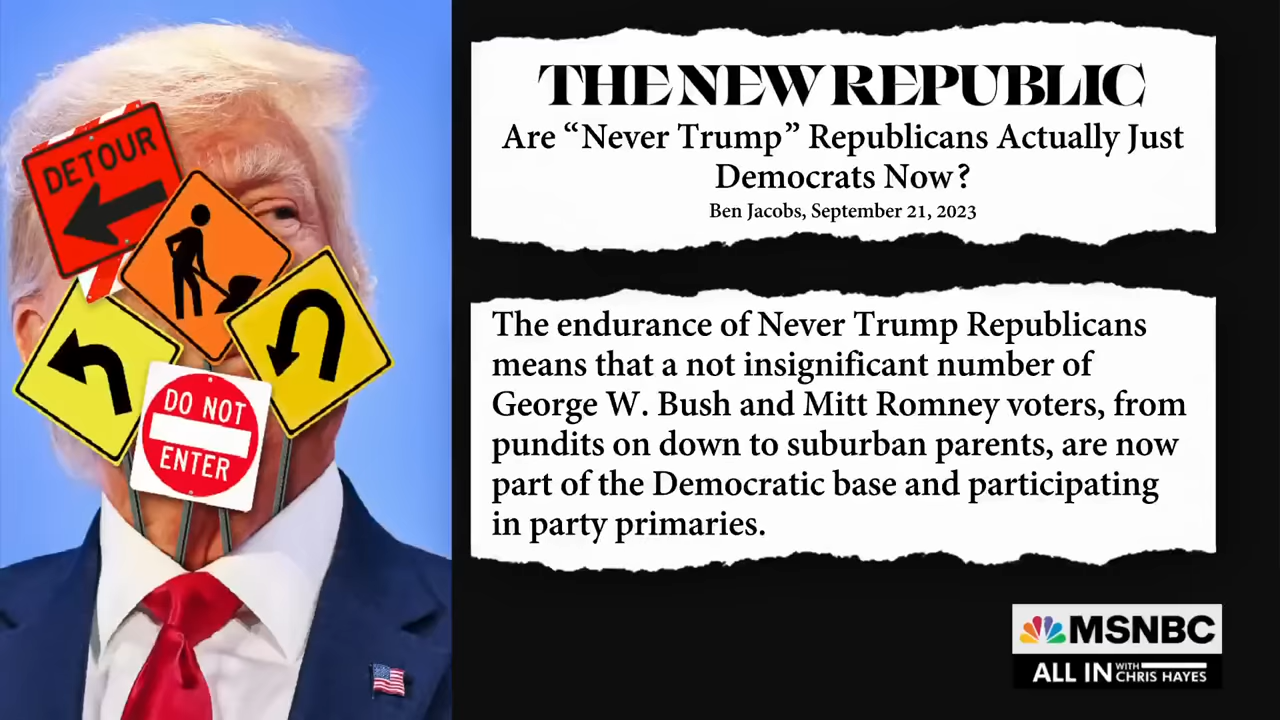 DETOUR
DO NOT
ENTER
THE NEW REPUBLIC
Are “Never Trump” Republicans Actually Just
Democrats Now?
Ben Jacobs, September 21, 2023
The endurance of Never Trump Republicans
means that a not insignificant number of
George W. Bush and Mitt Romney voters, from
pundits on down to suburban parents, are now
part of the Democratic base and participating
in party primaries.
MSNBC
ALL IN WITH CHRIS HAYES